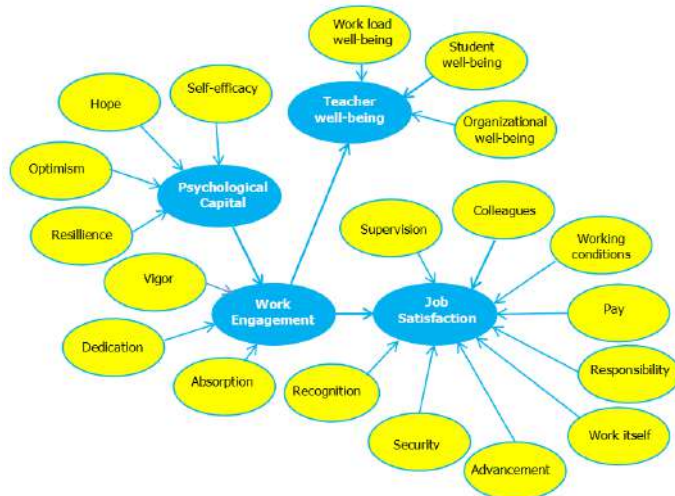 Work load
well-being
Student
well-being
Self-efficacy
Teacher
well-being
Hope
Organizational
well-being
Optimism
Psychological
Capital
Colleagues
Supervision
Resillience
Working
conditions
Vigor
Work
Engagement
Job
Satisfaction
Pay
Dedication
Absorption
Recognition
Responsibility
Security
Work itself
Advancement